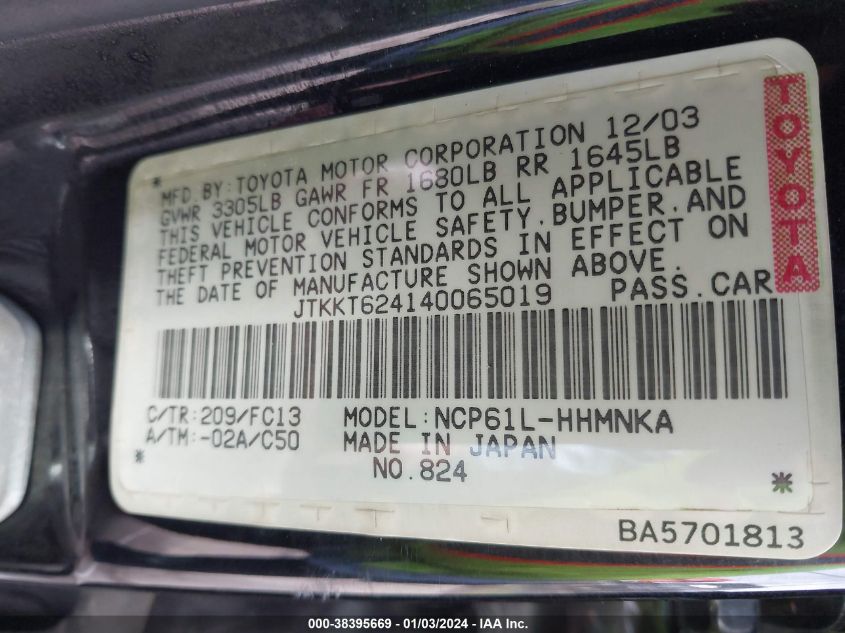 MFD.BY:TOYOTA MOTOR CORPORATION 12/03
GVWR 3305LB GAWR FR 1680LB RR 1645LB
THIS VEHICLE CONFORMS TO ALL APPLICABLE
FEDERAL MOTOR VEHICLE SAFETY,BUMPER,AND
THEFT PREVENTION STANDARDS IN EFFECT ON
THE DATE OF MANUFACTURE SHOWN ABOVE.
JTKKT624140065019 PASS.CAR
TOYOTA
C/TR:209/FC13 MODEL:NCP61L-HHMNKA
A/TM:-02A/C50 MADE IN JAPAN
NO.824
BA5701813
000-38395669 - 01/03/2024 - IAA Inc.